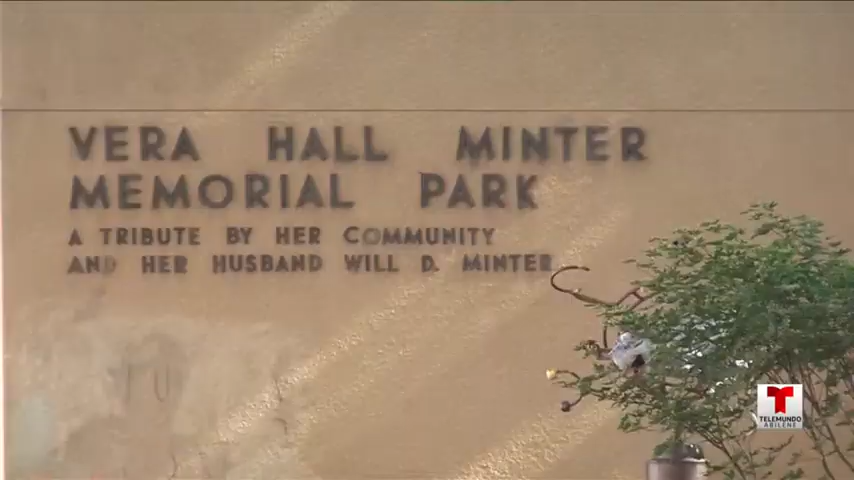 VERA HALL MINTER
MEMORIAL PARK
A TRIBUTE BY HER COMMUNITY
AND HER HUSBAND WILL D. MINTER
TELEMUNDO
ABILENE